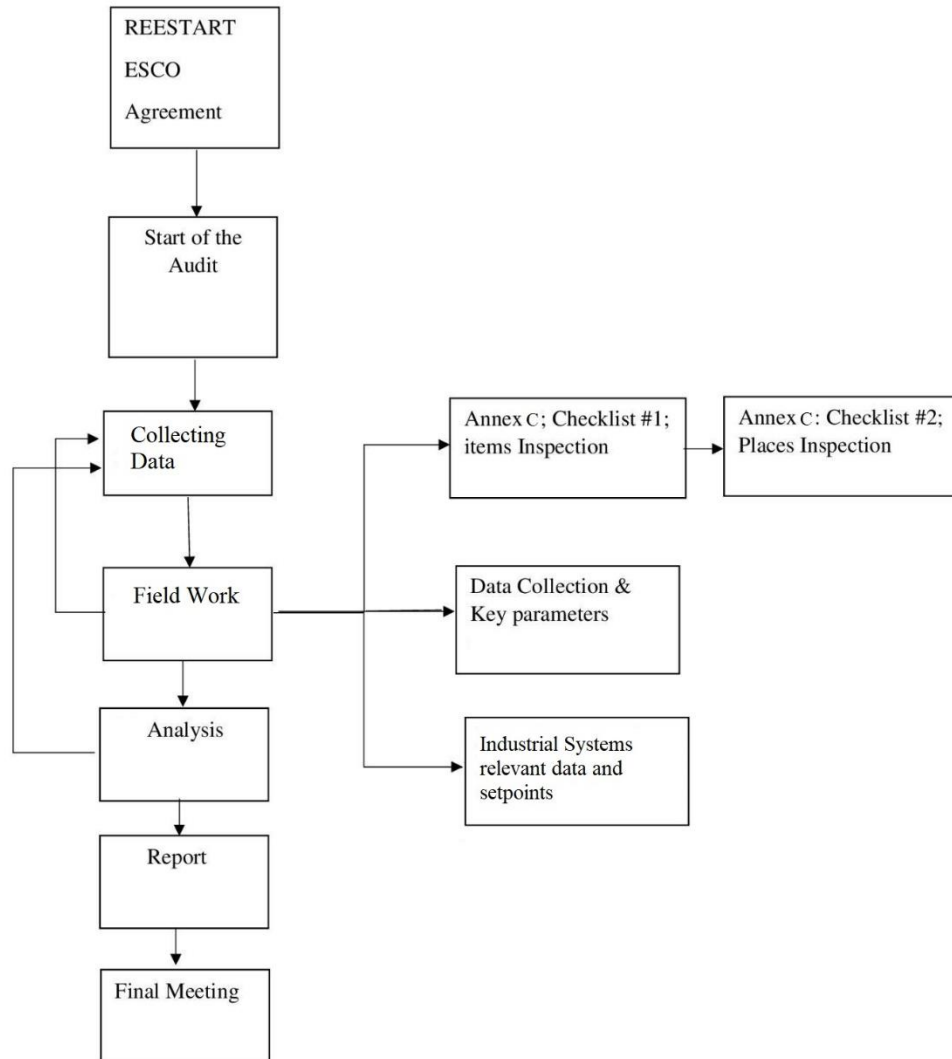 REESTART
ESCO
Agreement
Start of the
Audit
Collecting
Data
Annex C; Checklist #1;
items Inspection
Annex C: Checklist #2;
Places Inspection
Field Work
Data Collection &
Key parameters
Analysis
Industrial Systems
relevant data and
setpoints
Report
Final Meeting